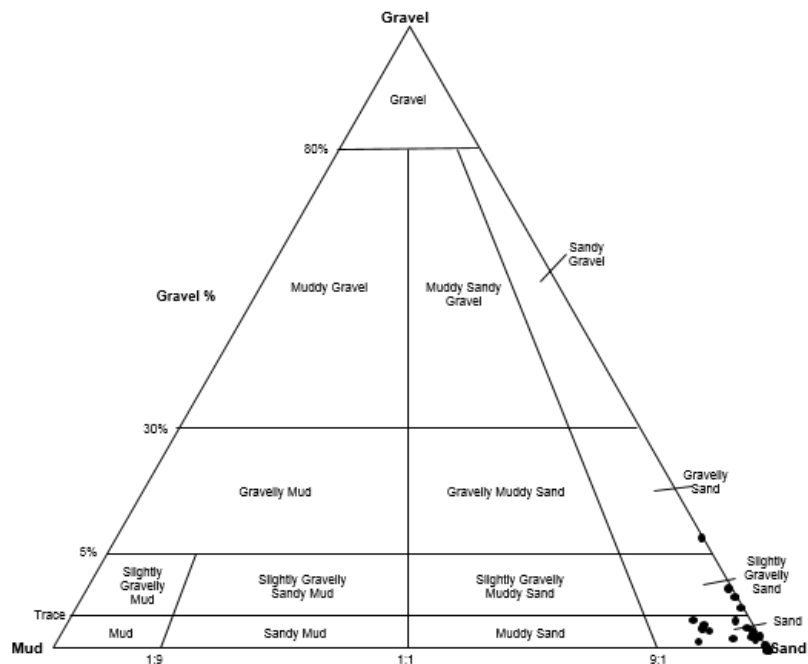 Gravel
Gravel
80%
Sandy
Gravel
Muddy Gravel
Muddy Sandy
Gravel
Gravel %
30%
Gravelly
Sand
Gravelly Mud
Gravelly Muddy Sand
5%
Slightly
Gravelly
Mud
Slightly Gravelly
Sandy Mud
Slightly Gravelly
Muddy Sand
Slightly
Gravelly
Sand
Trace
Mud
Sandy Mud
Muddy Sand
Sand
Mud
Sand
1:9
1:1
9:1